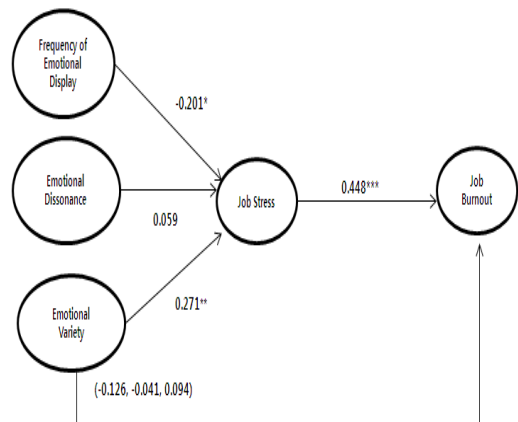 Frequency of
Emotional
Display
-0.201*
Emotional
Dissonance
0.059
Job Stress
0.448***
Job
Burnout
Emotional
Variety
0.271**
(-0.126, -0.041, 0.094)